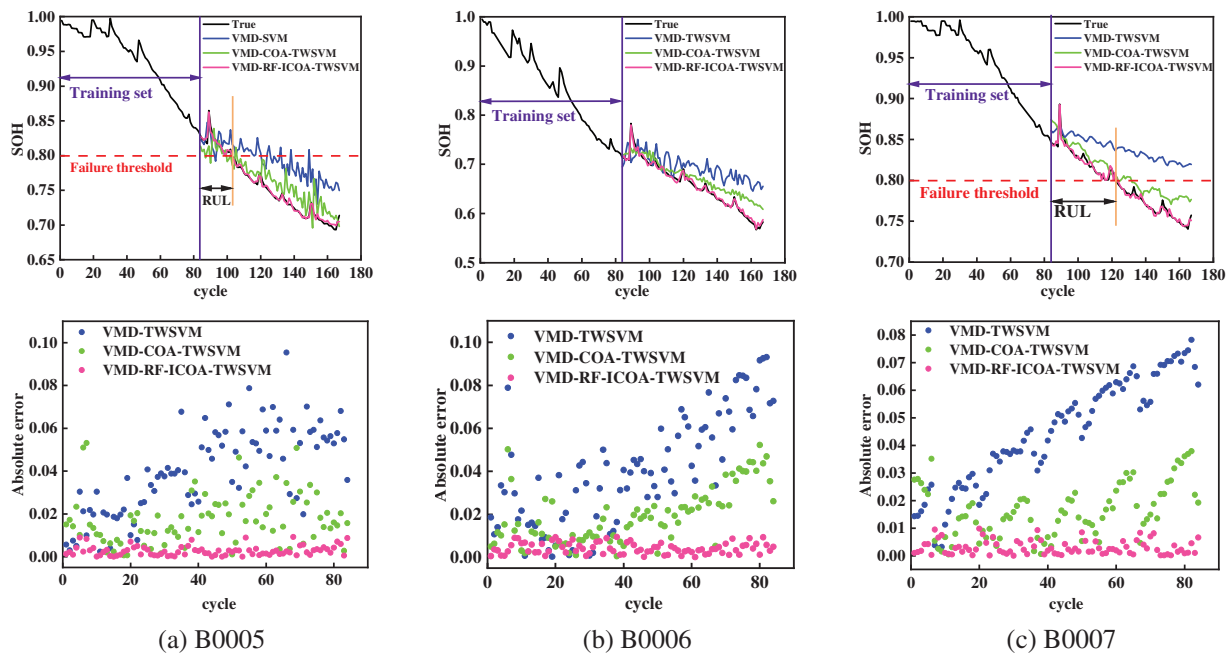 1.00
0.95
0.90
0.85
0.80
0.75
0.70
0.65
SOH
True
VMD-SVM
VMD-COA-TWSVM
VMD-RF-ICOA-TWSVM
Training set
Failure threshold
RUL
0 20 40 60 80 100 120 140 160 180
cycle
1.0
0.9
0.8
0.7
0.6
0.5
SOH
True
VMD-TWSVM
VMD-COA-TWSVM
VMD-RF-ICOA-TWSVM
Training set
0 20 40 60 80 100 120 140 160 180
cycle
1.00
0.95
0.90
0.85
0.80
0.75
0.70
SOH
True
VMD-TWSVM
VMD-COA-TWSVM
VMD-RF-ICOA-TWSVM
Training set
Failure threshold
RUL
0 20 40 60 80 100 120 140 160 180
cycle
0.10
0.08
0.06
0.04
0.02
0.00
Absolute error
VMD-TWSVM
VMD-COA-TWSVM
VMD-RF-ICOA-TWSVM
0 20 40 60 80
cycle
(a) B0005
0.10
0.08
0.06
0.04
0.02
0.00
Absolute error
VMD-TWSVM
VMD-COA-TWSVM
VMD-RF-ICOA-TWSVM
0 20 40 60 80
cycle
(b) B0006
0.08
0.07
0.06
0.05
0.04
0.03
0.02
0.01
0.00
Absolute error
VMD-TWSVM
VMD-COA-TWSVM
VMD-RF-ICOA-TWSVM
0 20 40 60 80
cycle
(c) B0007